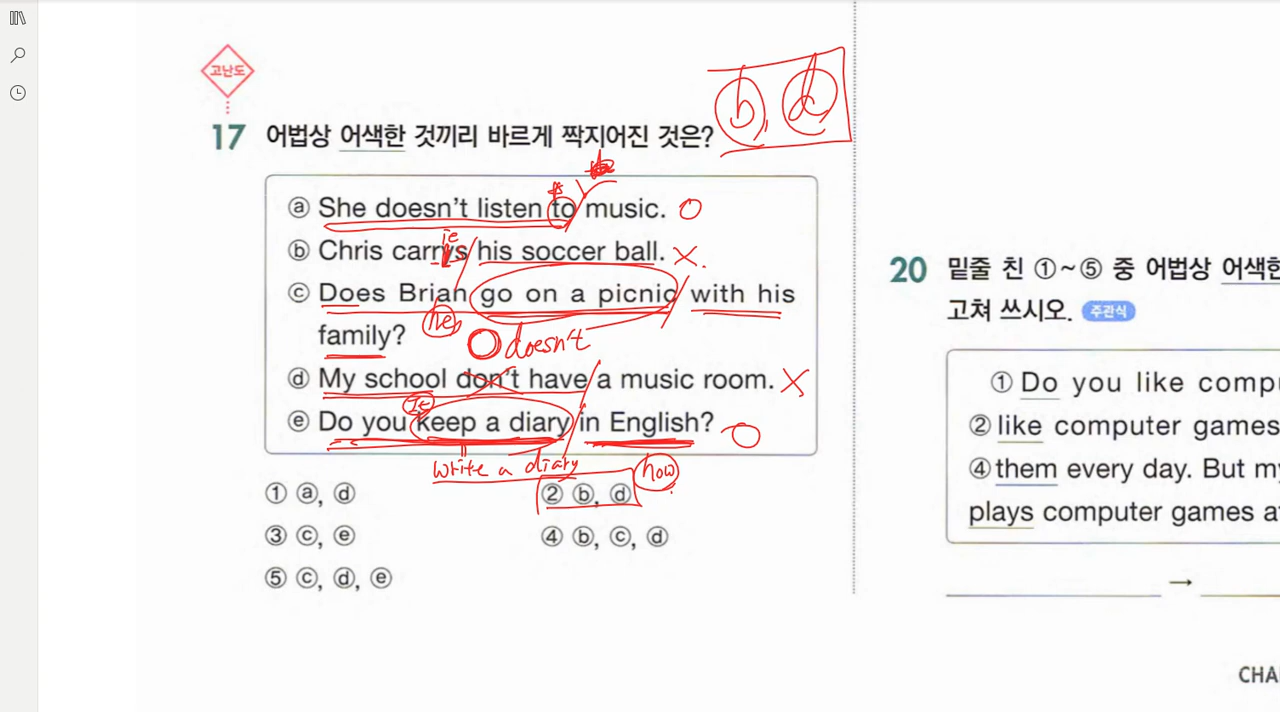 고난도
b, d
17 어법상 어색한 것끼리 바르게 짝지어진 것은?
ⓐ She doesn't listen to music. O
ie
ⓑ Chris carrys his soccer ball. X
ⓒ Does Brian go on a picnic with his
family?
he
O doesn't
ⓓ My school don't have a music room. X
ⓔ Do you keep a diary in English? O
write a diary
how
① ⓐ, ⓓ
② ⓑ, ⓓ
③ ⓒ, ⓔ
④ ⓑ, ⓒ, ⓓ
⑤ ⓒ, ⓓ, ⓔ
20 밑줄 친 ①~⑤ 중 어법상 어색한
고쳐 쓰시오. 주관식
① Do you like compu
② like computer games
④ them every day. But my
plays computer games a
→
CHA